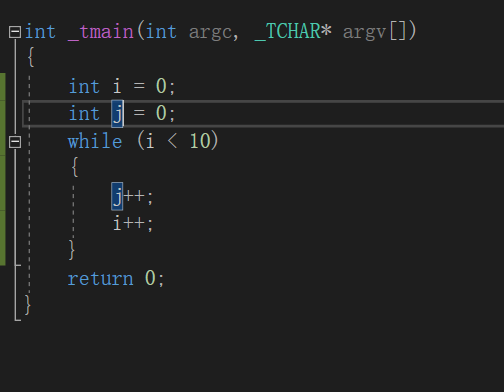 int _tmain(int argc, _TCHAR* argv[])
{
int i = 0;
int j = 0;
while (i < 10)
{
j++;
i++;
}
return 0;
}